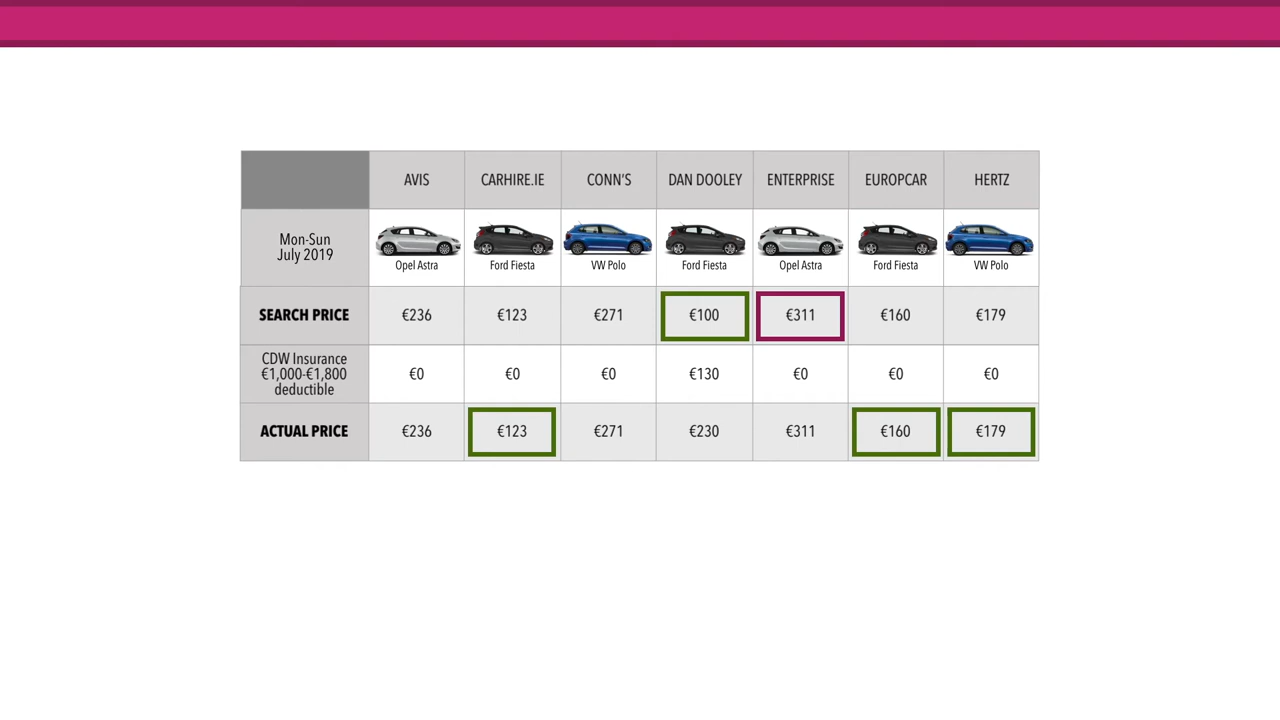 AVIS CARHIRE.IE CONN'S DAN DOOLEY ENTERPRISE EUROPCAR HERTZ
Mon-Sun
July 2019
Opel Astra Ford Fiesta VW Polo Ford Fiesta Opel Astra Ford Fiesta VW Polo
SEARCH PRICE €236 €123 €271 €100 €311 €160 €179
CDW Insurance
€1,000-€1,800
deductible
€0 €0 €0 €130 €0 €0 €0
ACTUAL PRICE €236 €123 €271 €230 €311 €160 €179